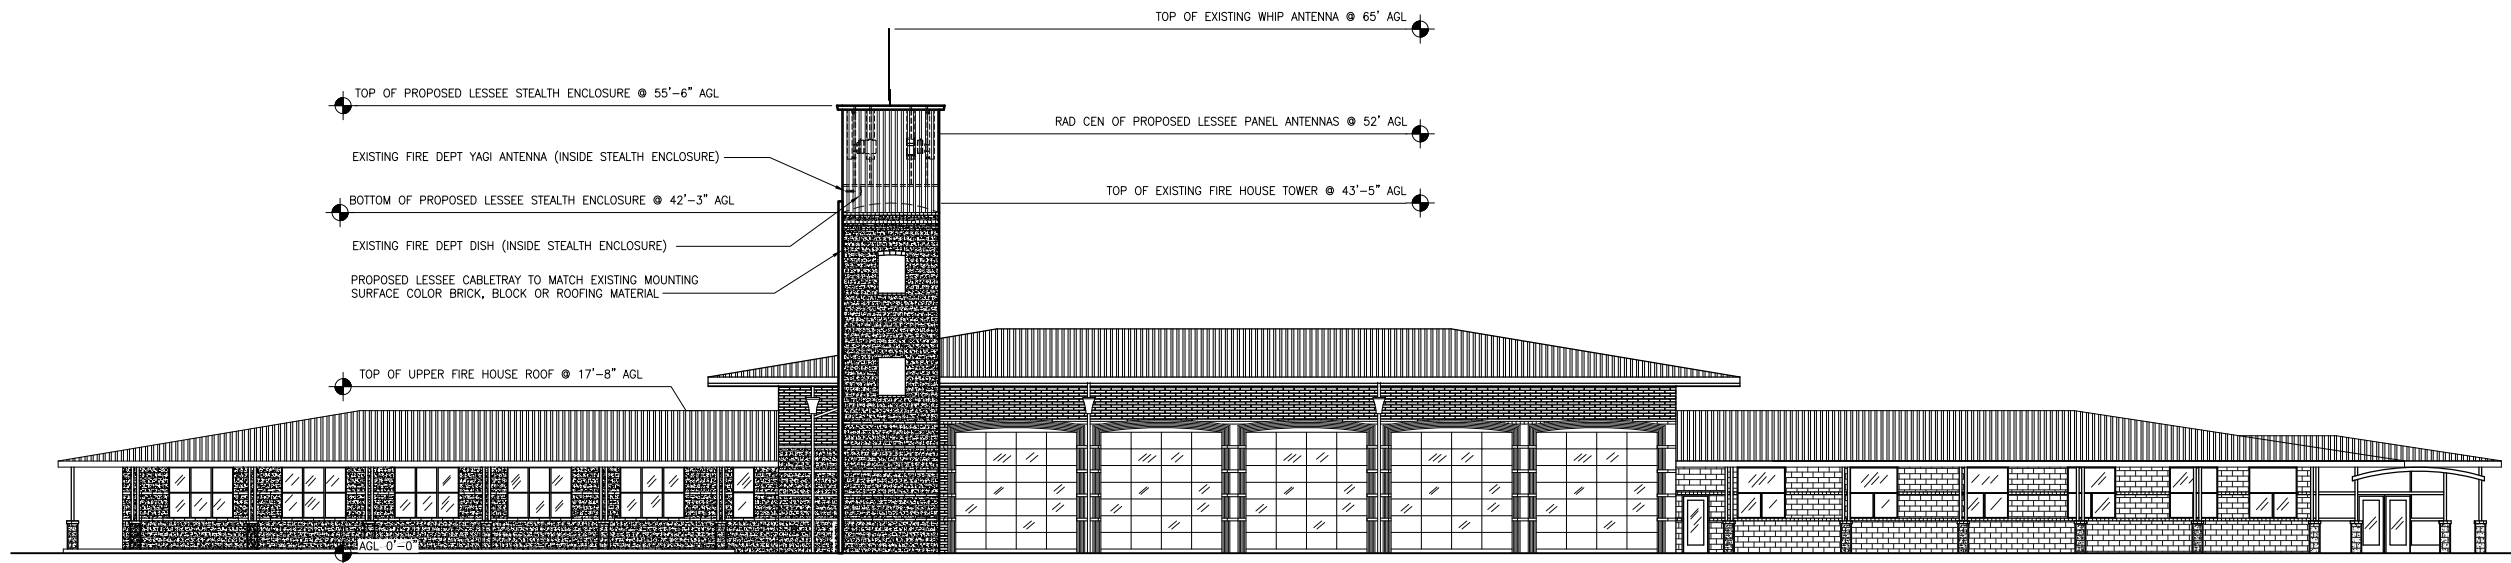 TOP OF EXISTING WHIP ANTENNA @ 65' AGL
TOP OF PROPOSED LESSEE STEALTH ENCLOSURE @ 55'-6" AGL
RAD CEN OF PROPOSED LESSEE PANEL ANTENNAS @ 52' AGL
EXISTING FIRE DEPT YAGI ANTENNA (INSIDE STEALTH ENCLOSURE)
TOP OF EXISTING FIRE HOUSE TOWER @ 43'-5" AGL
BOTTOM OF PROPOSED LESSEE STEALTH ENCLOSURE @ 42'-3" AGL
EXISTING FIRE DEPT DISH (INSIDE STEALTH ENCLOSURE)
PROPOSED LESSEE CABLETRAY TO MATCH EXISTING MOUNTING
SURFACE COLOR BRICK, BLOCK OR ROOFING MATERIAL
TOP OF UPPER FIRE HOUSE ROOF @ 17'-8" AGL
AGL 0'-0"